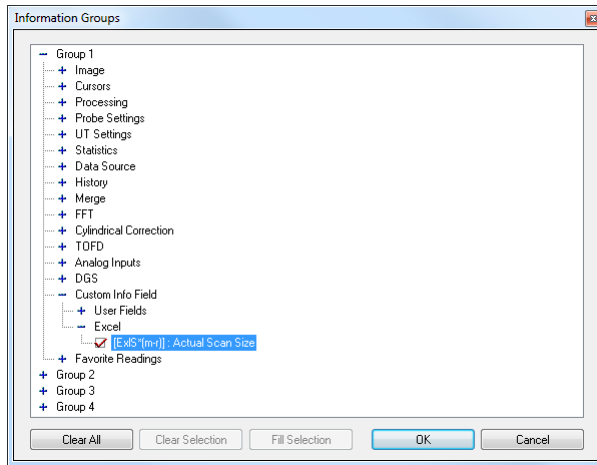 Information Groups
Group 1
Image
Cursors
Processing
Probe Settings
UT Settings
Statistics
Data Source
History
Merge
FFT
Cylindrical Correction
TOFD
Analog Inputs
DGS
Custom Info Field
User Fields
Excel
[ExlS*(m-r)] : Actual Scan Size
Favorite Readings
Group 2
Group 3
Group 4
Clear All Clear Selection Fill Selection OK Cancel